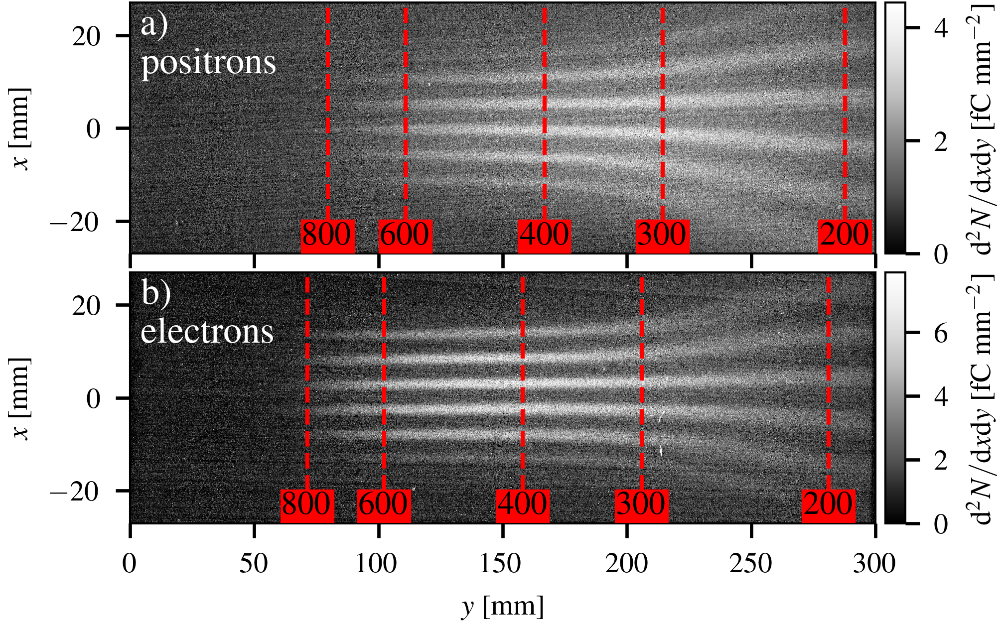 a)
positrons
20
0
−20
x [mm]
800 600 400 300 200
4
2
0
d²N/dxdy [fC mm⁻²]
b)
electrons
20
0
−20
x [mm]
800 600 400 300 200
6
4
2
0
d²N/dxdy [fC mm⁻²]
0 50 100 150 200 250 300
y [mm]